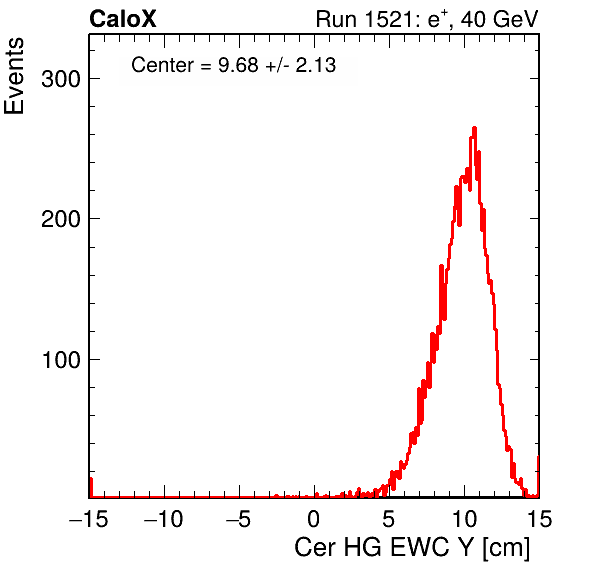 CaloX Run 1521: e⁺, 40 GeV
Center = 9.68 +/- 2.13
Events
300
200
100
−15 −10 −5 0 5 10 15
Cer HG EWC Y [cm]